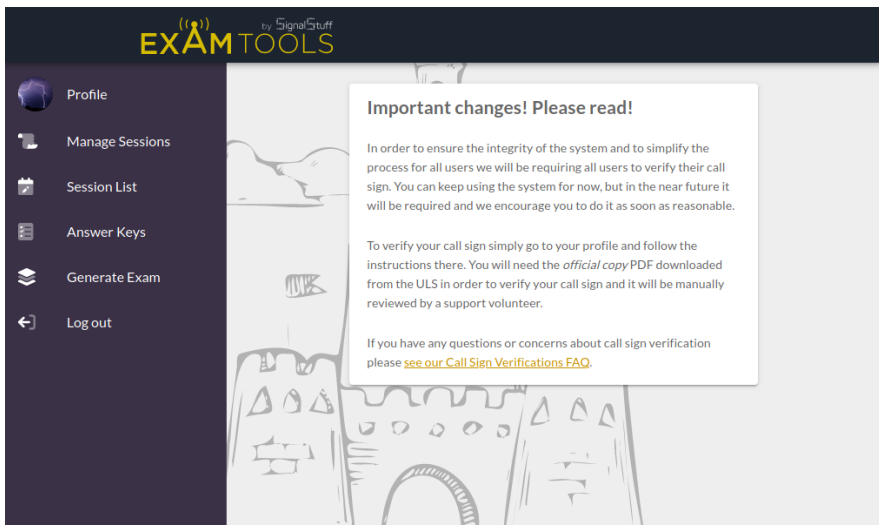 by SignalStuff
EXAMTOOLS
Profile
Manage Sessions
Session List
Answer Keys
Generate Exam
Log out
Important changes! Please read!
In order to ensure the integrity of the system and to simplify the
process for all users we will be requiring all users to verify their call
sign. You can keep using the system for now, but in the near future it
will be required and we encourage you to do it as soon as reasonable.
To verify your call sign simply go to your profile and follow the
instructions there. You will need the official copy PDF downloaded
from the ULS in order to verify your call sign and it will be manually
reviewed by a support volunteer.
If you have any questions or concerns about call sign verification
please see our Call Sign Verifications FAQ.